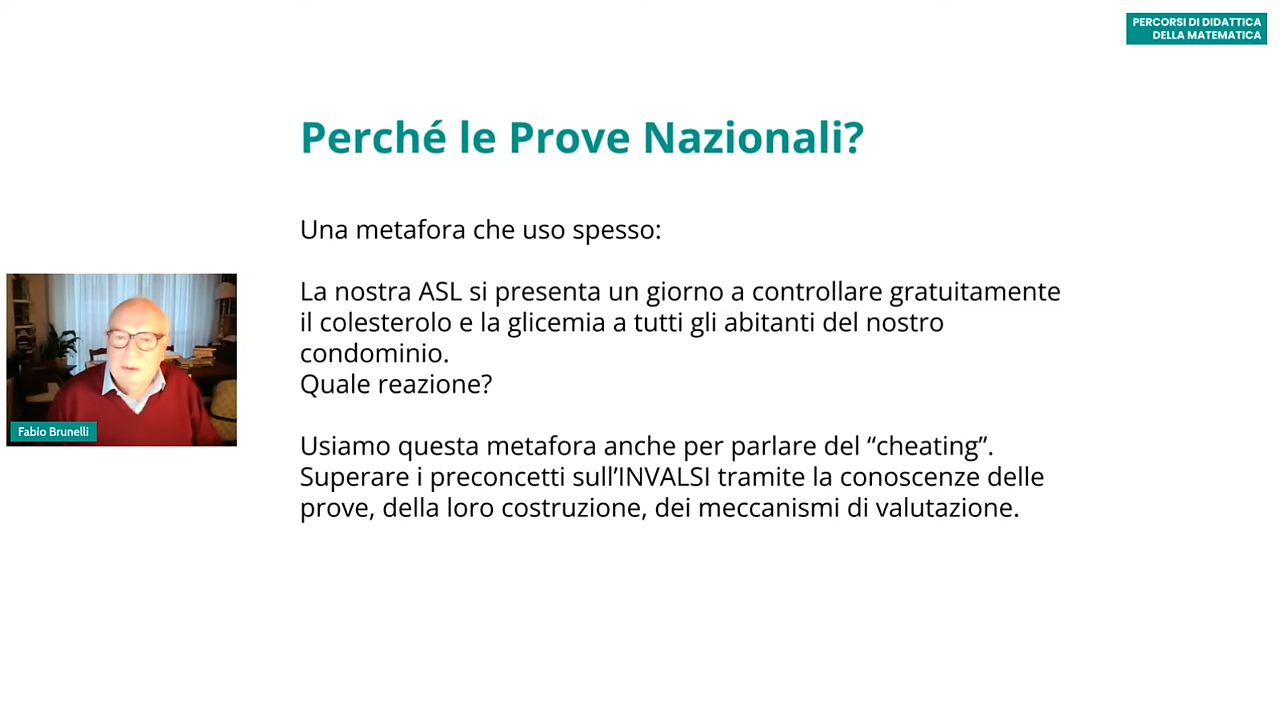 PERCORSI DI DIDATTICA
DELLA MATEMATICA
Perché le Prove Nazionali?
Una metafora che uso spesso:
La nostra ASL si presenta un giorno a controllare gratuitamente
il colesterolo e la glicemia a tutti gli abitanti del nostro
condominio.
Quale reazione?
Usiamo questa metafora anche per parlare del “cheating”.
Superare i preconcetti sull’INVALSI tramite la conoscenze delle
prove, della loro costruzione, dei meccanismi di valutazione.
Fabio Brunelli